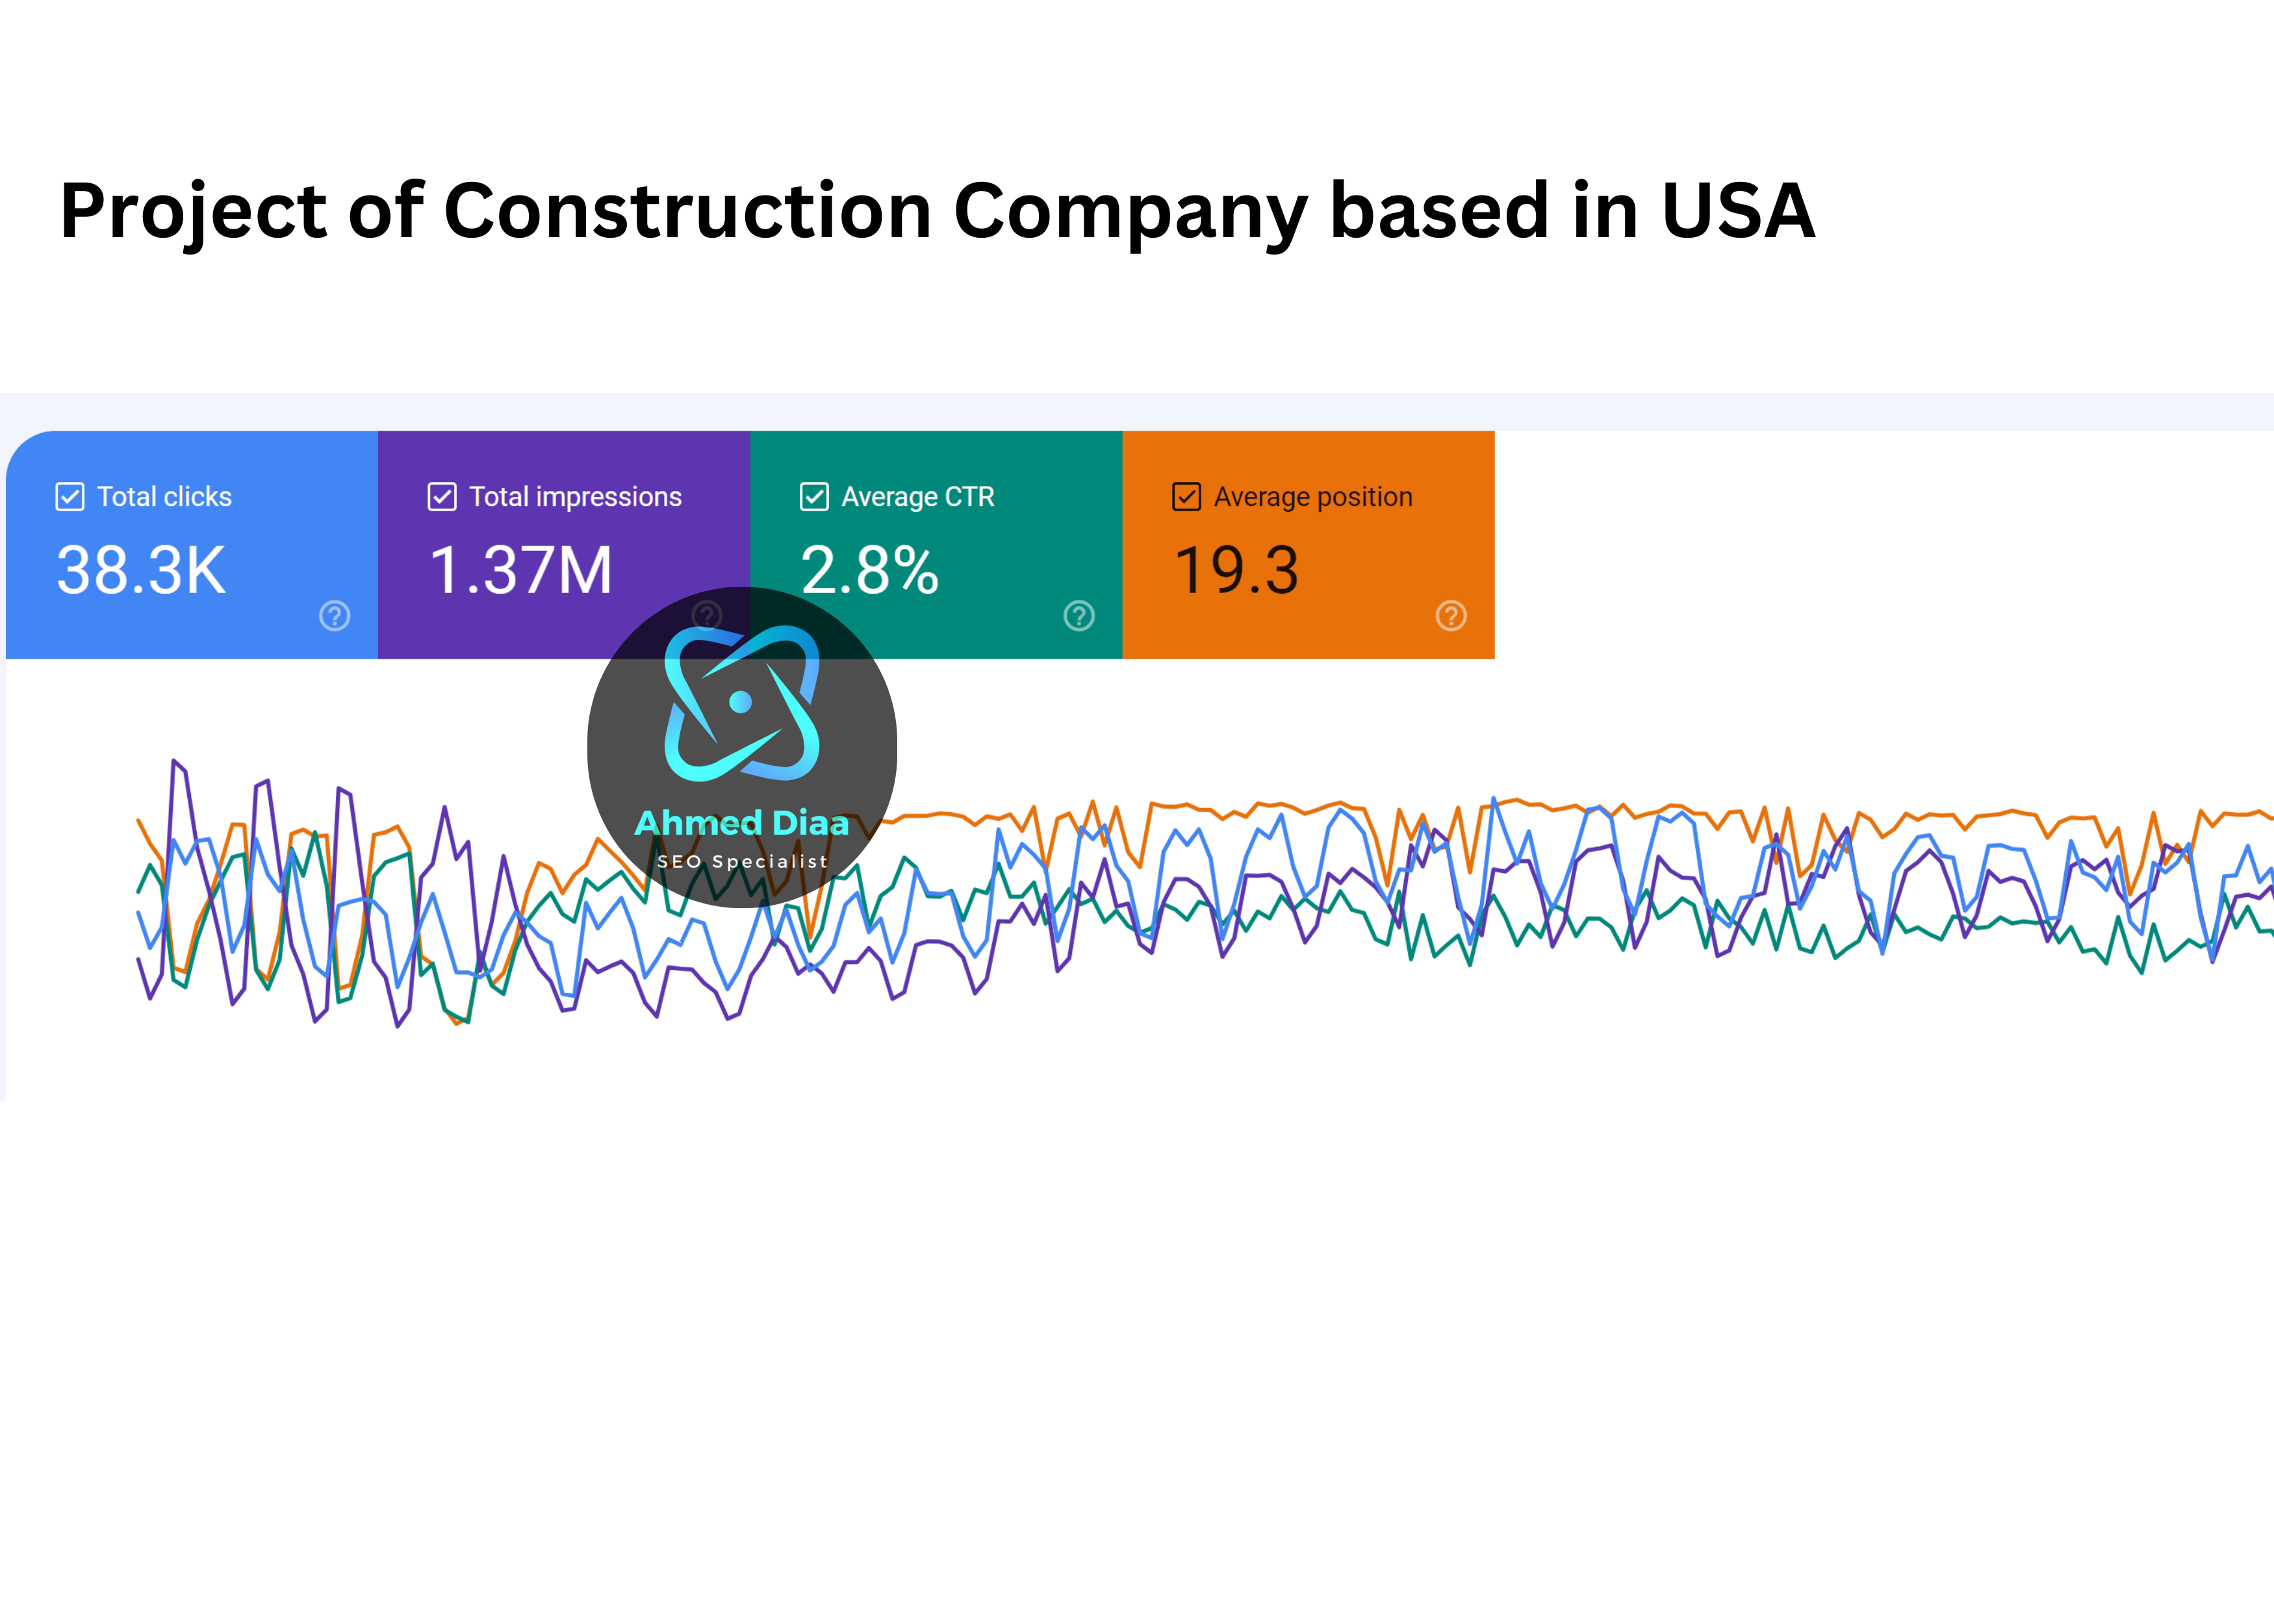 Project of Construction Company based in USA
Total clicks
38.3K
Total impressions
1.37M
Average CTR
2.8%
Average position
19.3
Ahmed Diaa
SEO Specialist